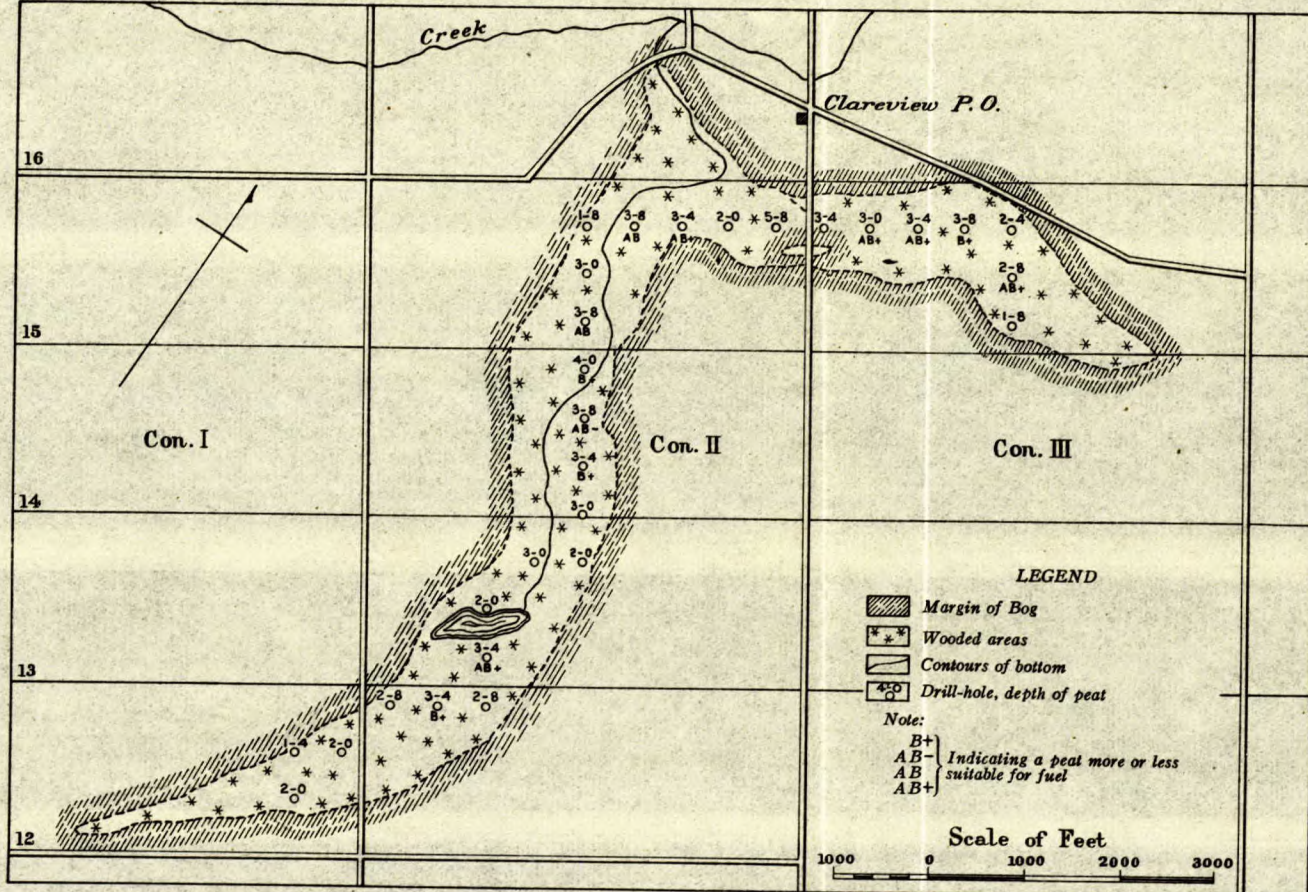 Creek
Clareview P.O.
16
1-8 3-8 3-4 2-0 5-8 3-4 3-0 3-4 3-8 2-4
AB AB+ AB+ AB+ B+
3-0
2-8
AB+
3-8
AB
1-8
15
4-0
B+
3-8
AB-
Con. I Con. II Con. III
3-4
B+
14
3-0
3-0 2-0
2-0
3-4
AB+
13
2-8 3-4 2-8
B+
1-4 2-0
2-0
12
LEGEND
Margin of Bog
Wooded areas
Contours of bottom
4-0 Drill-hole, depth of peat
Note:
B+
AB- Indicating a peat more or less
AB suitable for fuel
AB+
Scale of Feet
1000 0 1000 2000 3000